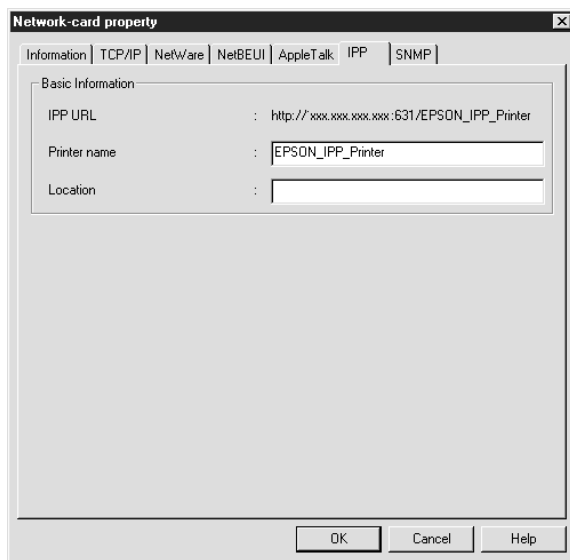 Network-card property
Information TCP/IP NetWare NetBEUI AppleTalk IPP SNMP
Basic Information
IPP URL : http://xxx.xxx.xxx.xxx:631/EPSON_IPP_Printer
Printer name : EPSON_IPP_Printer
Location :
OK Cancel Help